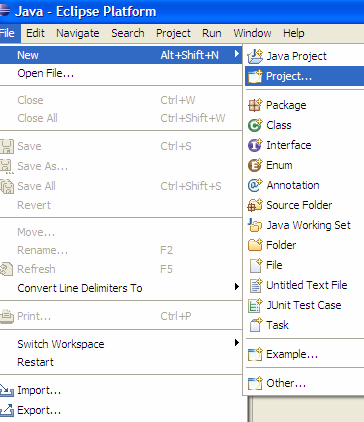 Java - Eclipse Platform
File Edit Navigate Search Project Run Window Help
New Alt+Shift+N
Open File...
Close Ctrl+W
Close All Ctrl+Shift+W
Save Ctrl+S
Save As...
Save All Ctrl+Shift+S
Revert
Move...
Rename... F2
Refresh F5
Convert Line Delimiters To
Print... Ctrl+P
Switch Workspace
Restart
Import...
Export...
Java Project
Project...
Package
Class
Interface
Enum
Annotation
Source Folder
Java Working Set
Folder
File
Untitled Text File
JUnit Test Case
Task
Example...
Other...